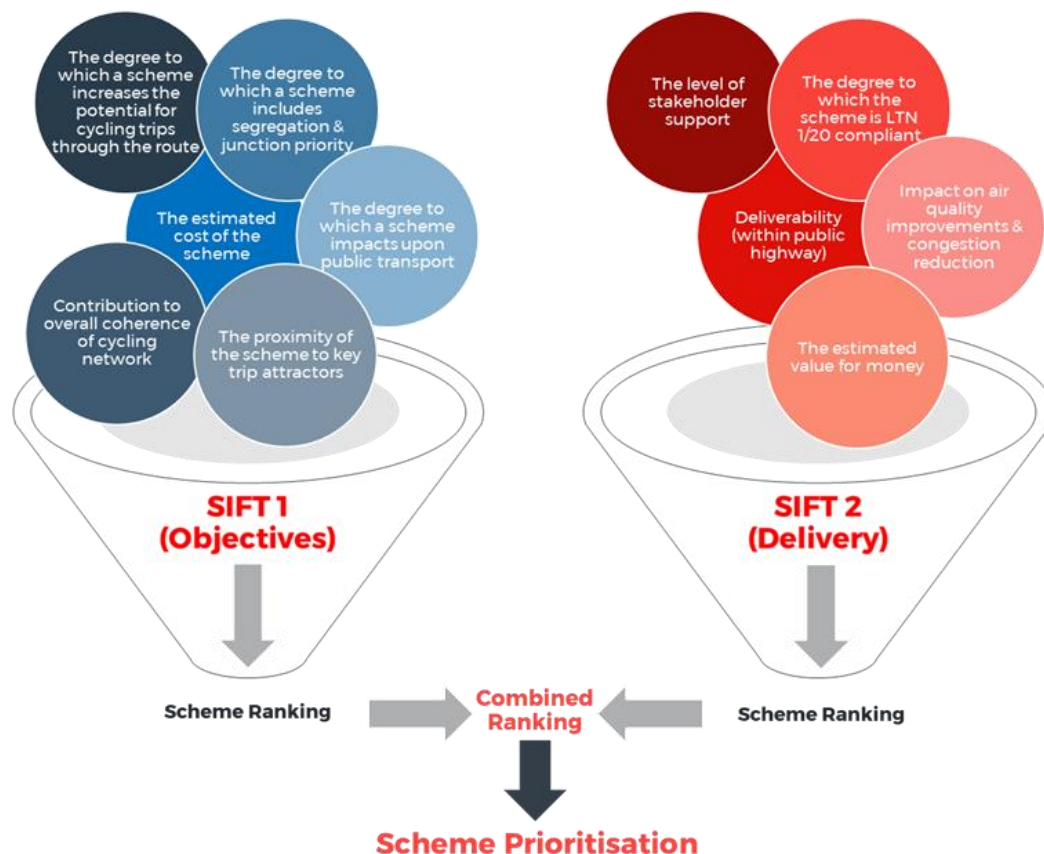 The degree to
which a scheme
increases the
potential for
cycling trips
through the route
The degree to
which a scheme
includes
segregation &
junction priority
The estimated
cost of the
scheme
The degree to
which a scheme
impacts upon
public transport
Contribution to
overall coherence
of cycling
network
The proximity of
the scheme to key
trip attractors
SIFT 1
(Objectives)
Scheme Ranking
The level of
stakeholder
support
The degree to
which the
scheme is LTN
1/20 compliant
Deliverability
(within public
highway)
Impact on air
quality
improvements &
congestion
reduction
The estimated
value for money
SIFT 2
(Delivery)
Scheme Ranking
Combined
Ranking
Scheme Prioritisation